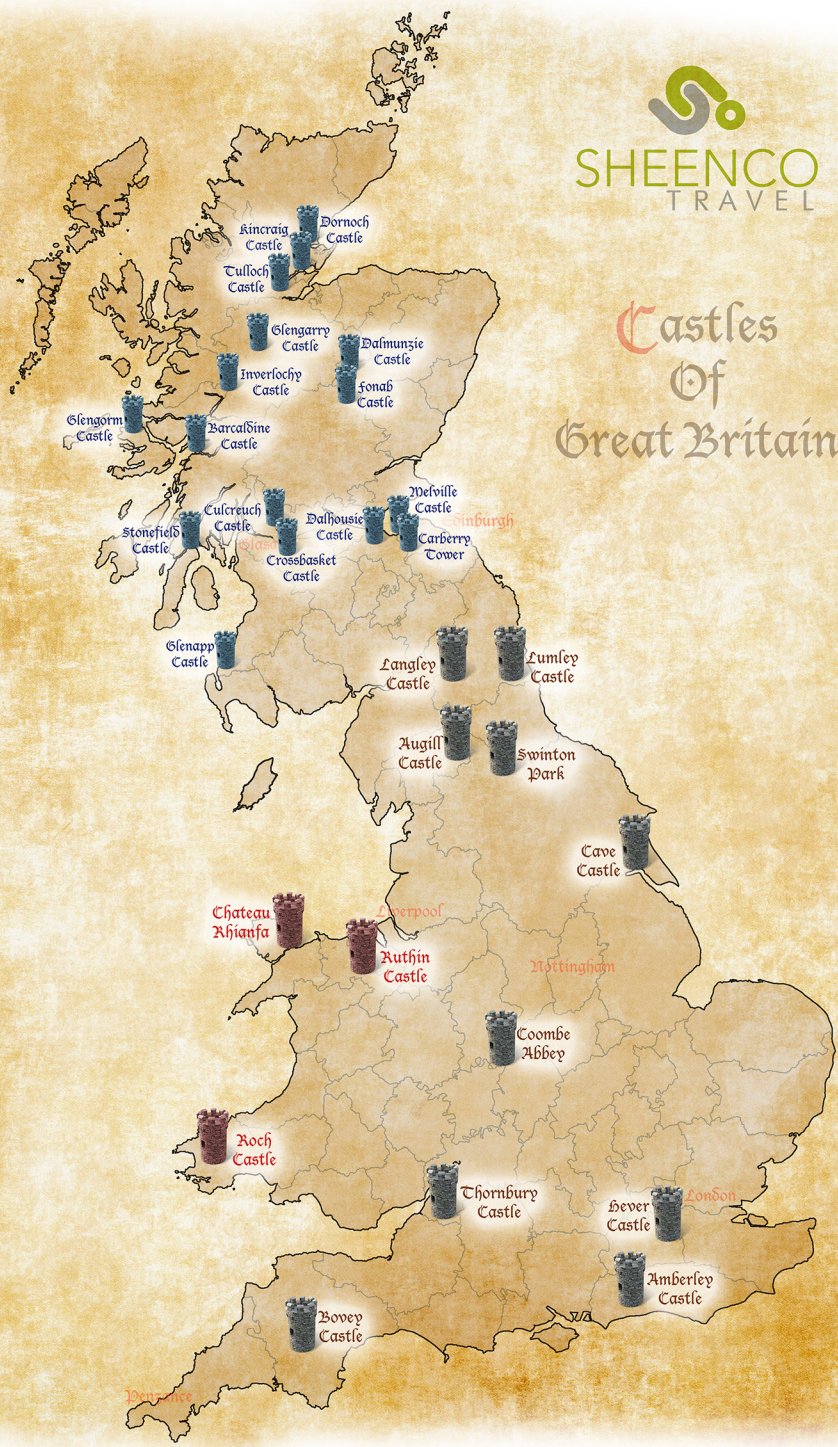 SHEENCO
TRAVEL
Castles
Of
Great Britain
Dornoch
Castle
Kincraig
Castle
Tulloch
Castle
Glengarry
Castle
Dalmunzie
Castle
Inverlochy
Castle
Fonab
Castle
Glengorm
Castle
Barcaldine
Castle
Melville
Castle
Culcreuch
Castle
Dalhousie
Castle
Edinburgh
Stonefield
Castle
Carberry
Tower
Crossbasket
Castle
Glenapp
Castle
Langley
Castle
Lumley
Castle
Augill
Castle
Swinton
Park
Cave
Castle
Chateau
Rhianfa
Liverpool
Ruthin
Castle
Nottingham
Coombe
Abbey
Roch
Castle
Thornbury
Castle
Hever
Castle
London
Amberley
Castle
Bovey
Castle
Penzance